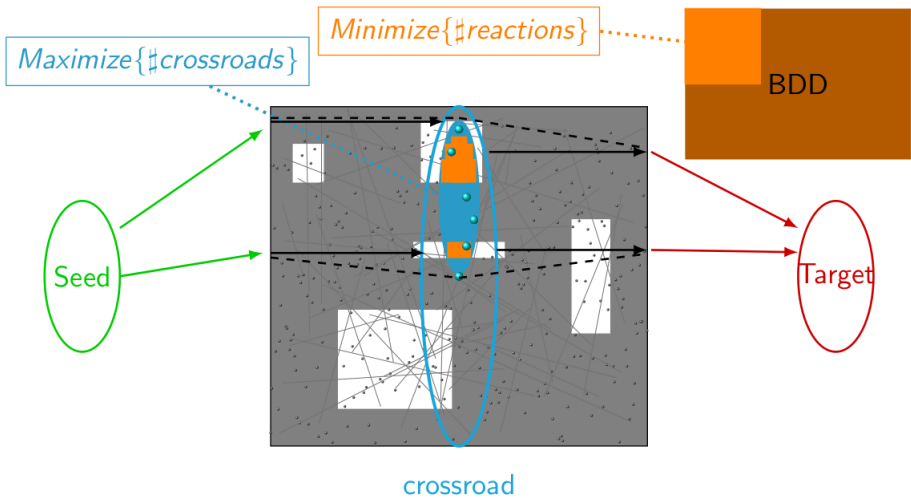 Minimize{♯reactions}
Maximize{♯crossroads}
BDD
Seed
Target
crossroad